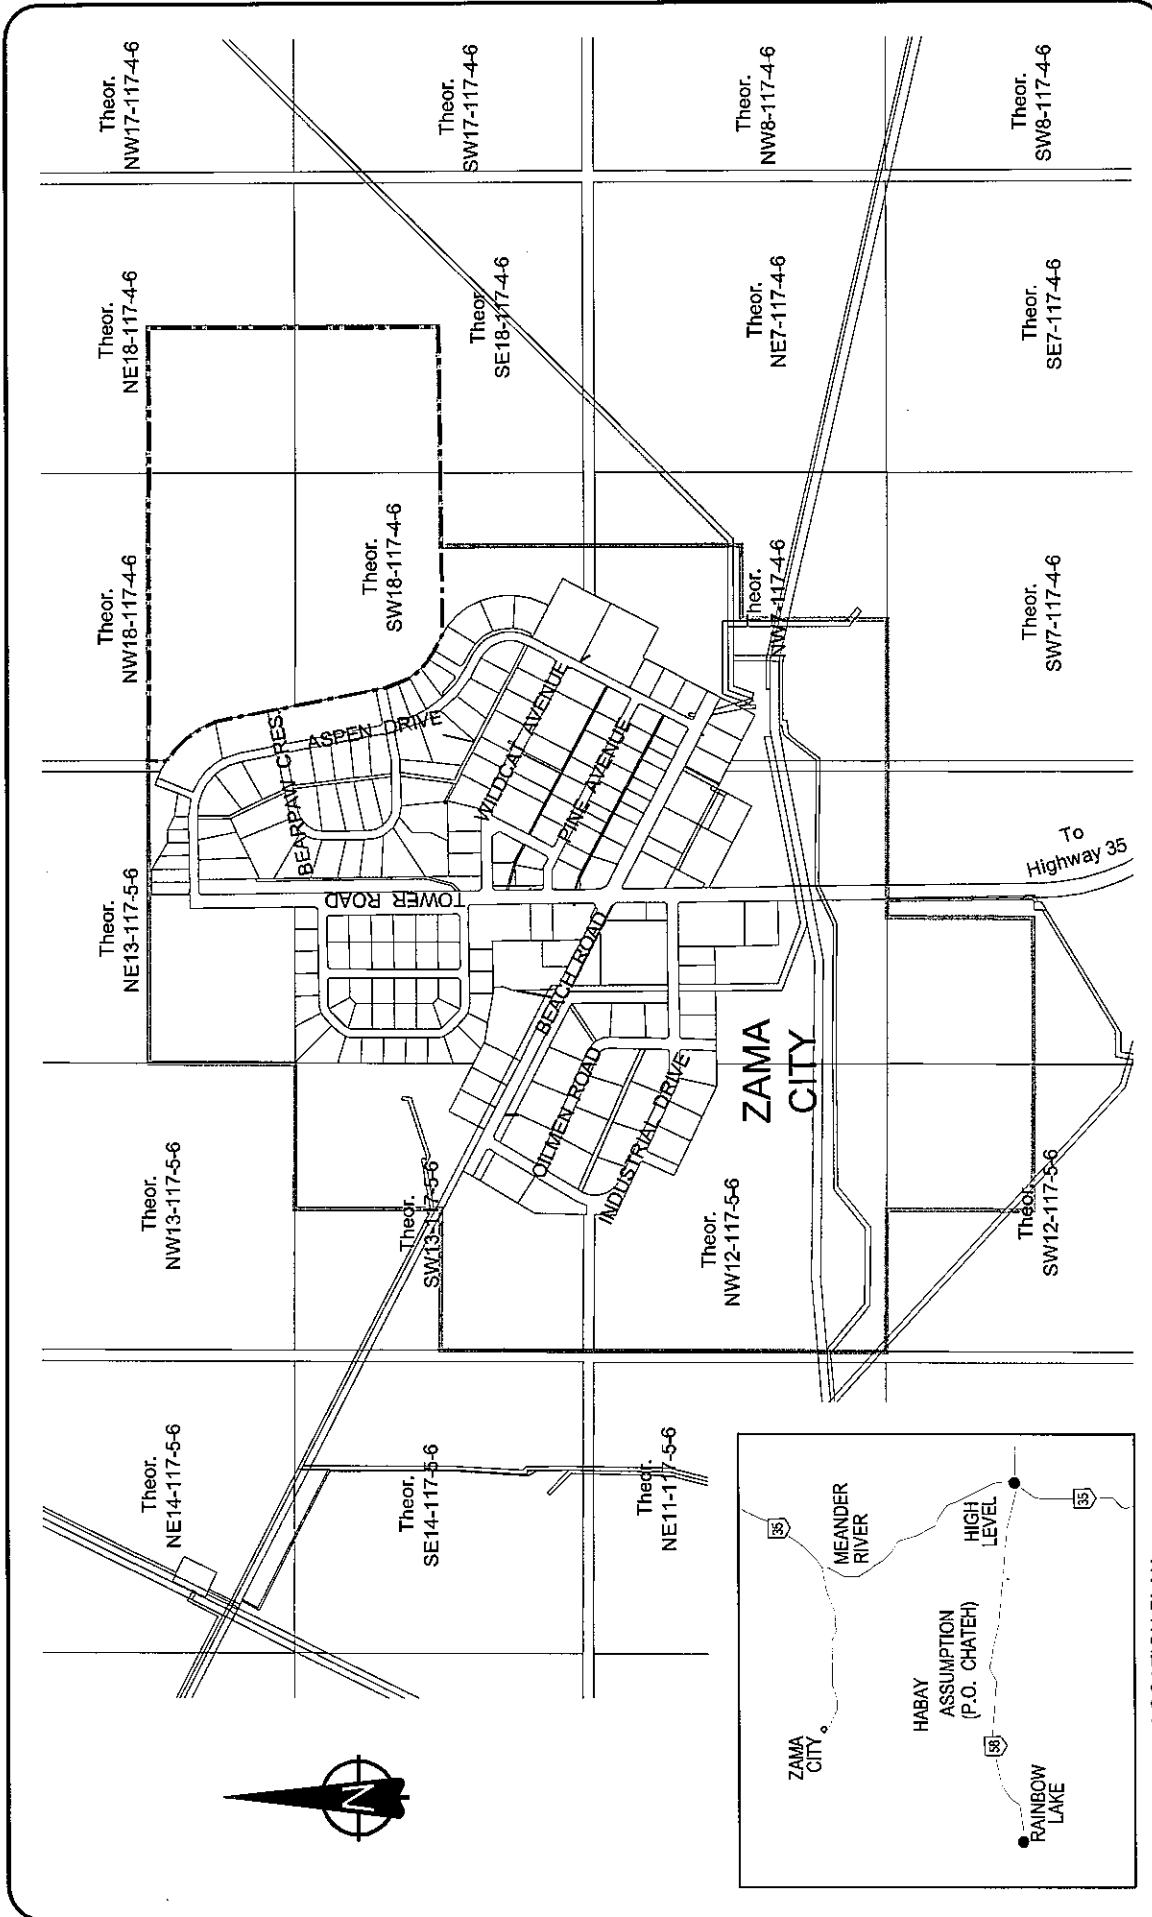 Theor.
NE14-117-5-6
Theor.
NW13-117-5-6
Theor.
NE13-117-5-6
Theor.
NW18-117-4-6
Theor.
NE18-117-4-6
Theor.
NW17-117-4-6
Theor.
SE14-117-5-6
Theor.
SW13-117-5-6
Theor.
SW18-117-4-6
Theor.
SE18-117-4-6
Theor.
SW17-117-4-6
BEARPAW CRES.
ASPEN DRIVE
TOWER ROAD
WILDCAT AVENUE
PINE AVENUE
BEACH ROAD
OILMEN ROAD
INDUSTRIAL DRIVE
Theor.
NE11-117-5-6
Theor.
NW12-117-5-6
ZAMA
CITY
Theor.
NW7-117-4-6
Theor.
NE7-117-4-6
Theor.
NW8-117-4-6
Theor.
SW12-117-5-6
To
Highway 35
Theor.
SW7-117-4-6
Theor.
SE7-117-4-6
Theor.
SW8-117-4-6
N
35
ZAMA
CITY
MEANDER
RIVER
HABAY
ASSUMPTION
(P.O. CHATEH)
HIGH
LEVEL
58
RAINBOW
LAKE
35